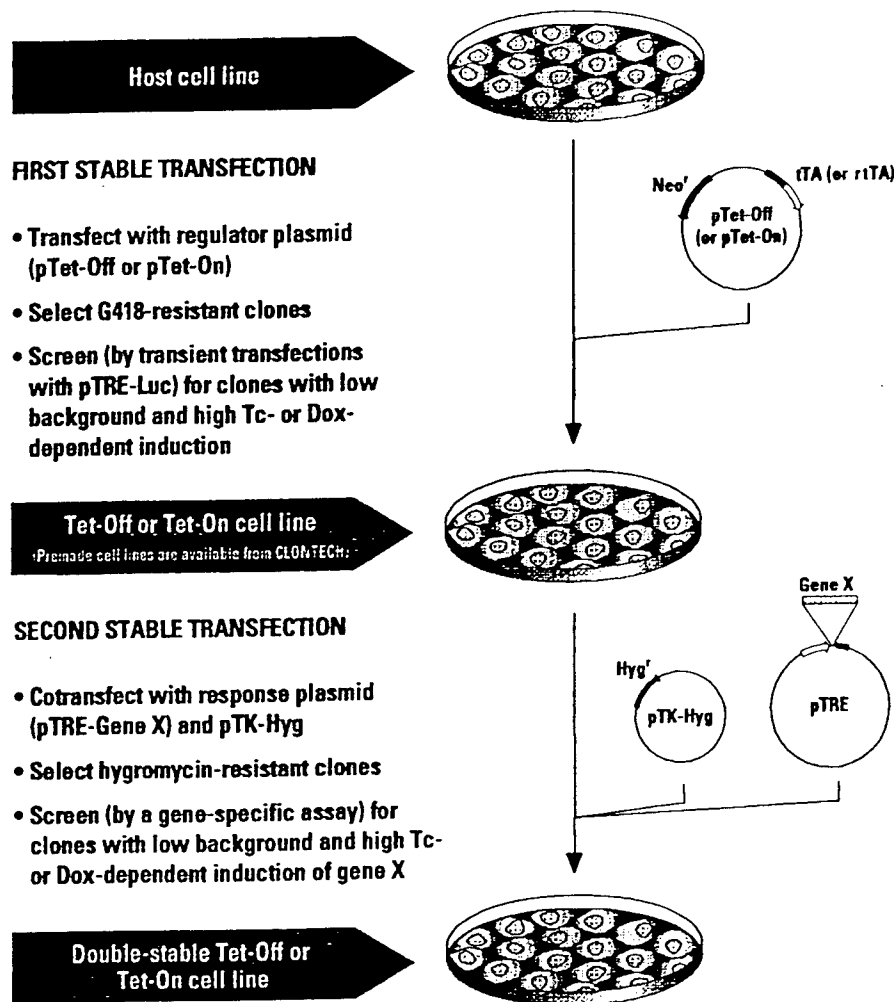 Host cell line
FIRST STABLE TRANSFECTION
• Transfect with regulator plasmid
(pTet-Off or pTet-On)
• Select G418-resistant clones
• Screen (by transient transfections
with pTRE-Luc) for clones with low
background and high Tc- or Dox-
dependent induction
Neoʳ
tTA (or rtTA)
pTet-Off
(or pTet-On)
Tet-Off or Tet-On cell line
(Premade cell lines are available from CLONTECH.)
SECOND STABLE TRANSFECTION
• Cotransfect with response plasmid
(pTRE-Gene X) and pTK-Hyg
• Select hygromycin-resistant clones
• Screen (by a gene-specific assay) for
clones with low background and high Tc-
or Dox-dependent induction of gene X
Gene X
Hygʳ
pTK-Hyg
pTRE
Double-stable Tet-Off or
Tet-On cell line